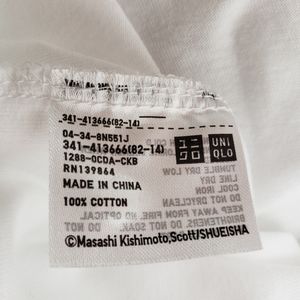 341-413666(82-14)
04-34-8N551J
341-413666(82-14)
1288-0CDA-CKB
RN139864
MADE IN CHINA
100% COTTON
UNI
QLO
TUMBLE DRY LOW
LINE DRY
COOL IRON
DO NOT DRYCLEAN
KEEP AWAY FROM FIRE. NO OPTICAL
BRIGHTENERS. DO NOT SOAK. DO NOT
©Masashi Kishimoto,Scott/SHUEISHA